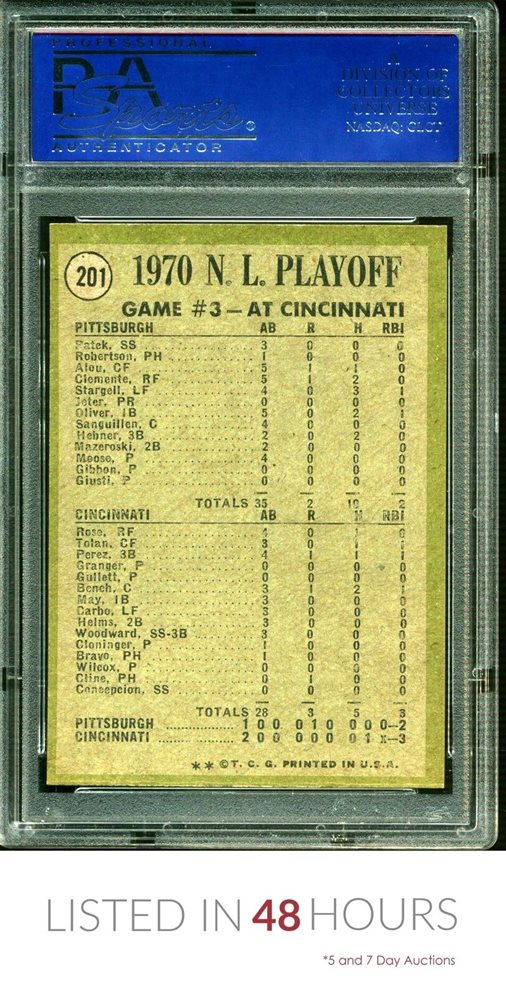 PROFESSIONAL
PSA
Sports ®
AUTHENTICATOR
A
DIVISION OF
COLLECTORS
UNIVERSE
NASDAQ: CLCT
201 1970 N. L. PLAYOFF
GAME #3—AT CINCINNATI
PITTSBURGH AB R H RBI
Patek, SS 3 0 0 0
Robertson, PH 1 0 0 0
Alou, CF 5 1 1 0
Clemente, RF 5 1 2 0
Stargell, LF 4 0 3 1
Jeter, PR 0 0 0 0
Oliver, 1B 5 0 2 1
Sanguillen, C 4 0 0 0
Hebner, 3B 2 0 2 0
Mazeroski, 2B 2 0 0 0
Moose, P 4 0 0 0
Gibbon, P 0 0 0 0
Giusti, P 0 0 0 0
TOTALS 35 2 10 2
CINCINNATI AB R H RBI
Rose, RF 4 0 1 0
Tolan, CF 3 0 1 1
Perez, 3B 4 1 1 1
Granger, P 0 0 0 0
Gullett, P 0 0 0 0
Bench, C 3 1 2 1
May, 1B 3 0 0 0
Carbo, LF 3 0 0 0
Helms, 2B 3 0 0 0
Woodward, SS-3B 3 0 0 0
Cloninger, P 1 0 0 0
Bravo, PH 1 0 0 0
Wilcox, P 0 0 0 0
Cline, PH 0 1 0 0
Concepcion, SS 0 0 0 0
TOTALS 28 3 5 3
PITTSBURGH 1 0 0 0 1 0 0 0 0—2
CINCINNATI 2 0 0 0 0 0 0 1 x—3
** ©T. C. G. PRINTED IN U.S.A.
LISTED IN 48 HOURS
*5 and 7 Day Auctions